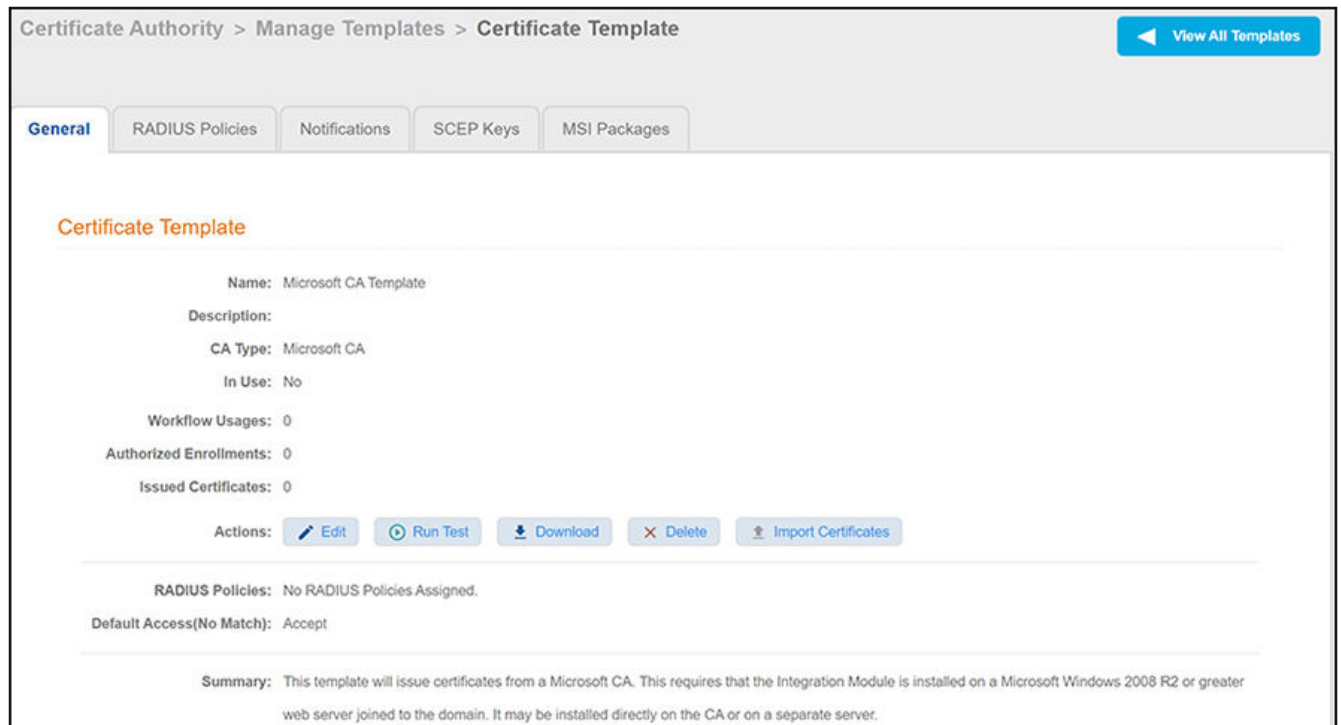 Certificate Authority > Manage Templates > Certificate Template
View All Templates
General RADIUS Policies Notifications SCEP Keys MSI Packages
Certificate Template
Name: Microsoft CA Template
Description:
CA Type: Microsoft CA
In Use: No
Workflow Usages: 0
Authorized Enrollments: 0
Issued Certificates: 0
Actions: Edit Run Test Download Delete Import Certificates
RADIUS Policies: No RADIUS Policies Assigned.
Default Access(No Match): Accept
Summary: This template will issue certificates from a Microsoft CA. This requires that the Integration Module is installed on a Microsoft Windows 2008 R2 or greater
web server joined to the domain. It may be installed directly on the CA or on a separate server.